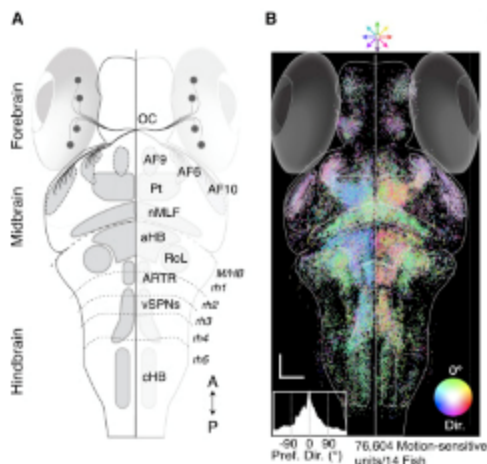 A
Forebrain
Midbrain
Hindbrain
OC
AF9
AF6
Pt
AF10
nMLF
aHB
RoL
M/HB
ARTR
rh1
vSPNs
rh2
rh3
rh4
rh5
cHB
A
P
B
0°
Dir.
-90 0 90
Pref. Dir. (°)
76,604 Motion-sensitive
units/14 Fish